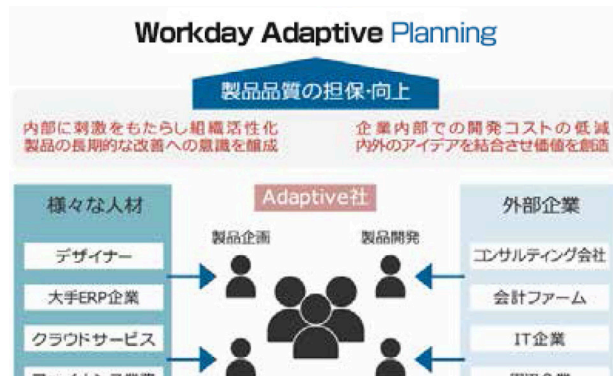 Workday Adaptive Planning
製品品質の担保・向上
内部に刺激をもたらし組織活性化
製品の長期的な改善への意識を醸成
企業内部での開発コストの低減
内外のアイデアを結合させ価値を創造
様々な人材
デザイナー
大手ERP企業
クラウドサービス
Adaptive社
製品企画
製品開発
外部企業
コンサルティング会社
会計ファーム
IT企業